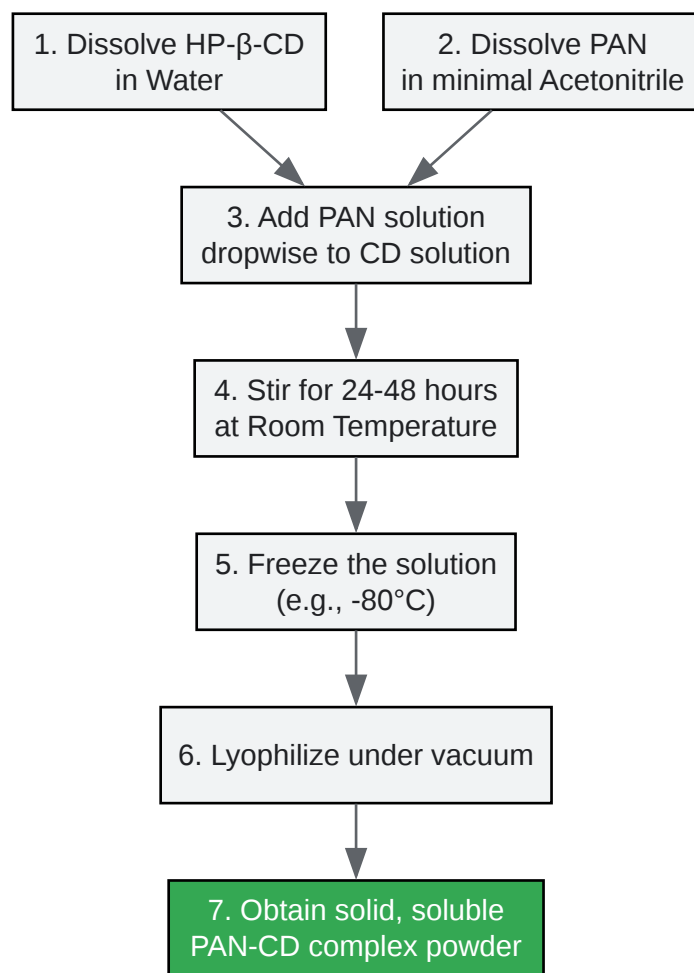 1. Dissolve HP-β-CD
in Water
2. Dissolve PAN
in minimal Acetonitrile
3. Add PAN solution
dropwise to CD solution
4. Stir for 24-48 hours
at Room Temperature
5. Freeze the solution
(e.g., -80°C)
6. Lyophilize under vacuum
7. Obtain solid, soluble
PAN-CD complex powder